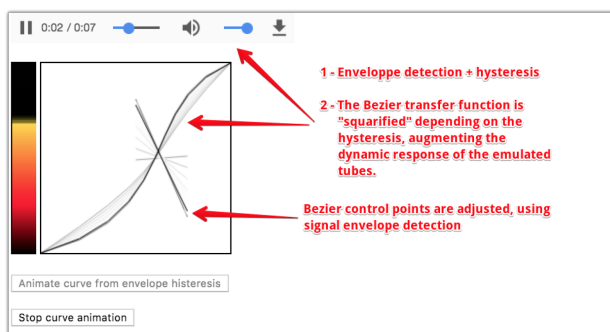 0:02 / 0:07
1 - Enveloppe detection + hysteresis
2 - The Bezier transfer function is
"squarified" depending on the
hysteresis, augmenting the
dynamic response of the emulated
tubes.
Bezier control points are adjusted, using
signal envelope detection
Animate curve from envelope histeresis
Stop curve animation